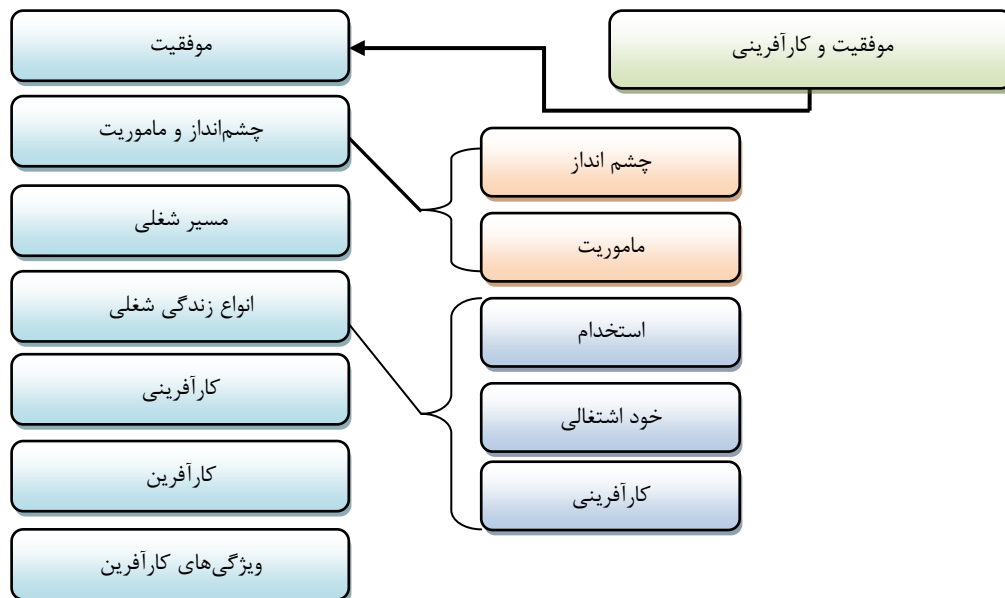 موفقیت و کارآفرینی
موفقیت
چشم‌انداز و ماموریت
چشم انداز
ماموریت
مسیر شغلی
انواع زندگی شغلی
استخدام
خود اشتغالی
کارآفرینی
کارآفرینی
کارآفرین
ویژگی‌های کارآفرین